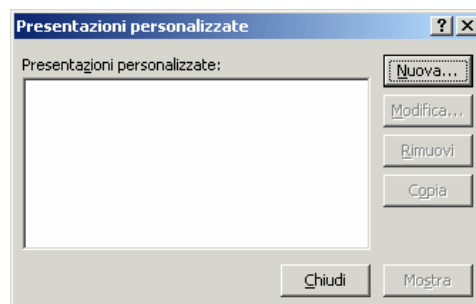 Presentazioni personalizzate
Presentazioni personalizzate:
Nuova...
Modifica...
Rimuovi
Copia
Chiudi
Mostra